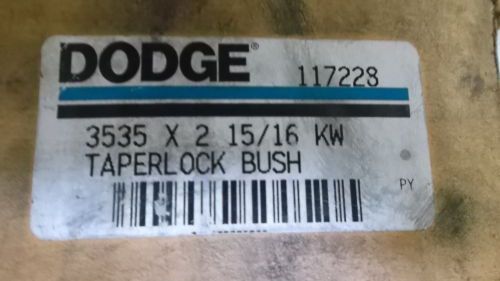 DODGE® 117228
3535 X 2 15/16 KW
TAPERLOCK BUSH
PY